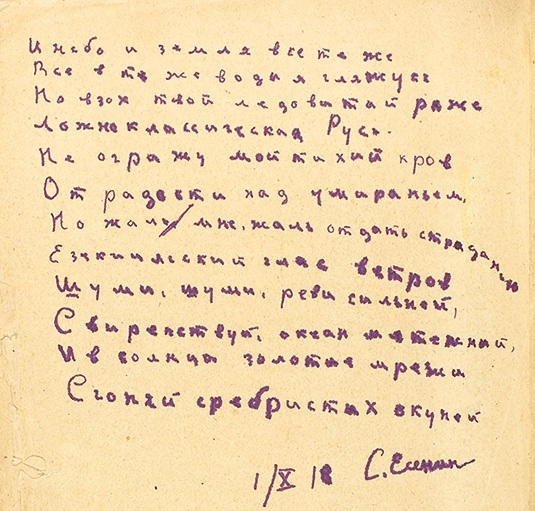 И небо и земля все те же
Все в те же воды я гляжусь
Но вздох твой ледовитый реже
Ложноклассическая Русь.
Не огражу мой тихий кров
От радости над умираньем,
Но жаль мне, жаль отдать страданью
Езекиильский глас ветров
Шуми, шуми, реви сильней,
Свирепствуй, океан мятежный,
И в солнца золотые мрежи
Сгоняй сребристых окуней
1/X 18 С. Есенин